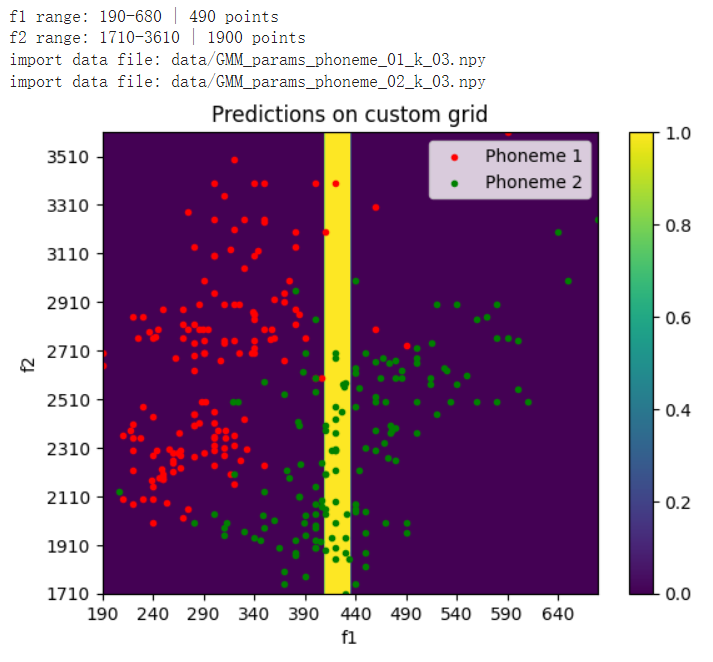 f1 range: 190-680 | 490 points
f2 range: 1710-3610 | 1900 points
import data file: data/GMM_params_phoneme_01_k_03.npy
import data file: data/GMM_params_phoneme_02_k_03.npy
Predictions on custom grid
Phoneme 1
Phoneme 2
3510
3310
3110
2910
2710
2510
2310
2110
1910
1710
f2
190 240 290 340 390 440 490 540 590 640
f1
1.0
0.8
0.6
0.4
0.2
0.0